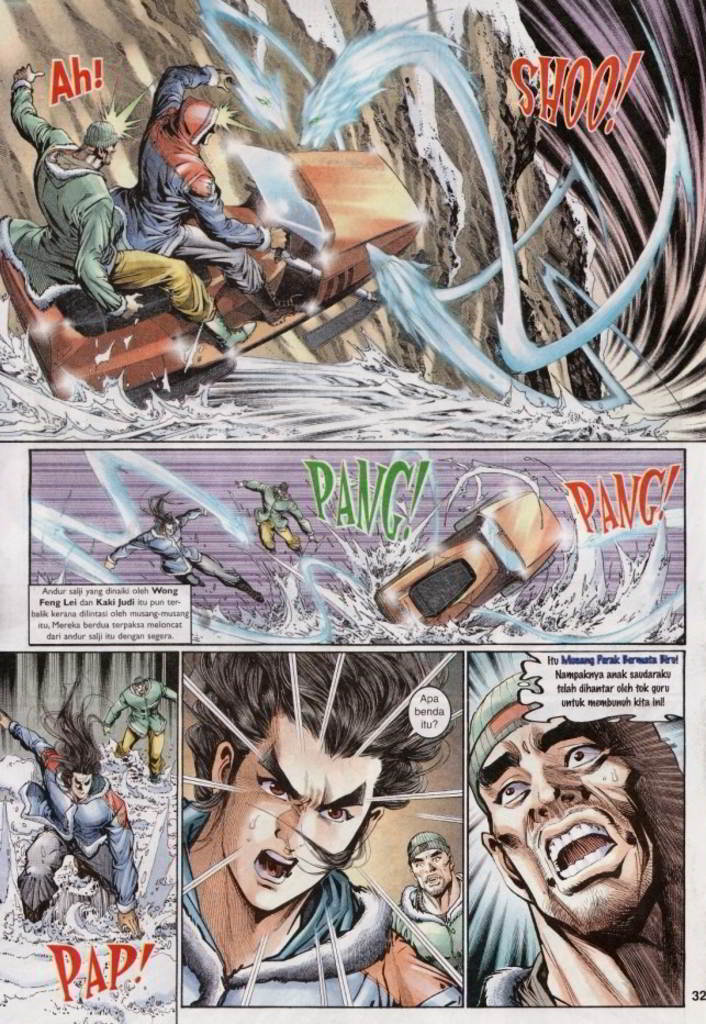 Ah!
SHOO!
PANG!
PANG!
Andur salji yang dinaiki oleh Wong
Feng Lei dan Kaki Judi itu pun ter-
balik kerana dilintasi oleh musang-musang
itu, Mereka berdua terpaksa meloncat
dari andur salji itu dengan segera.
PAP!
Apa
benda
itu?
Itu Musang Perak Bermata Biru!
Nampaknya anak saudaraku
telah dihantar oleh tok guru
untuk membunuh kita ini!
32